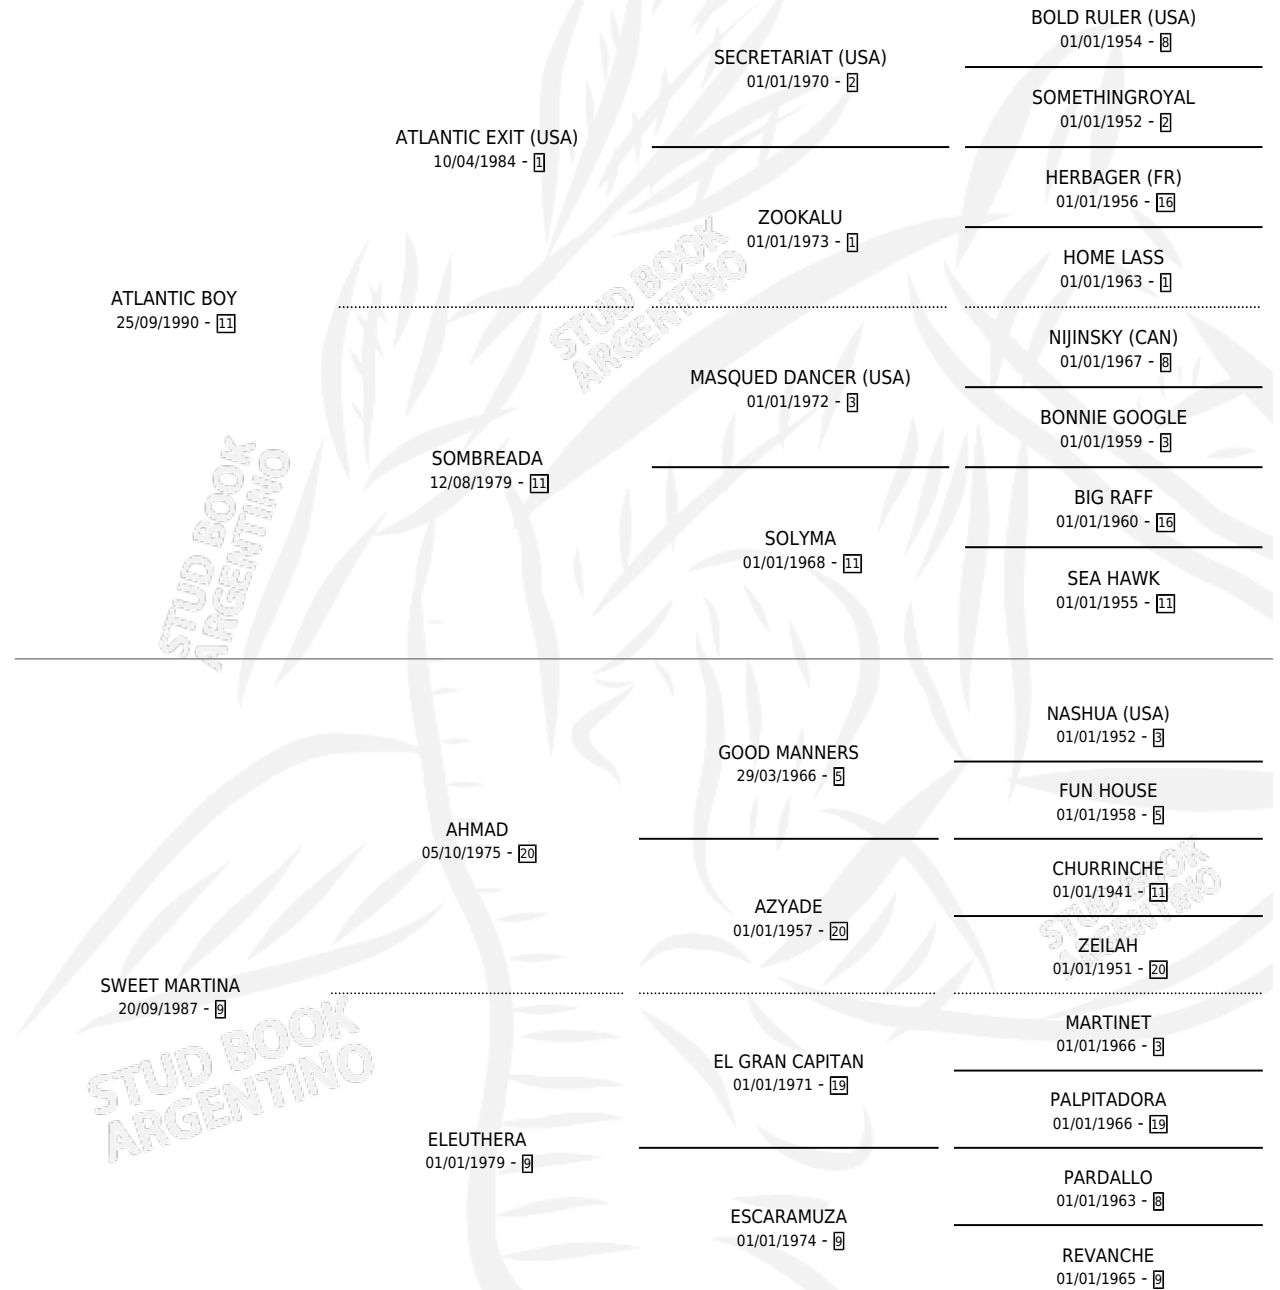 BOLD RULER (USA)
01/01/1954 - 8
SECRETARIAT (USA)
01/01/1970 - 2
SOMETHINGROYAL
01/01/1952 - 2
ATLANTIC EXIT (USA)
10/04/1984 - 1
HERBAGER (FR)
01/01/1956 - 16
ZOOKALU
01/01/1973 - 1
HOME LASS
01/01/1963 - 1
ATLANTIC BOY
25/09/1990 - 11
STUD BOOK
ARGENTINO
NIJINSKY (CAN)
01/01/1967 - 8
MASQUED DANCER (USA)
01/01/1972 - 3
BONNIE GOOGLE
01/01/1959 - 3
SOMBREADA
12/08/1979 - 11
BIG RAFF
01/01/1960 - 16
SOLYMA
01/01/1968 - 11
SEA HAWK
01/01/1955 - 11
STUD BOOK
ARGENTINO
NASHUA (USA)
01/01/1952 - 3
GOOD MANNERS
29/03/1966 - 5
FUN HOUSE
01/01/1958 - 5
AHMAD
05/10/1975 - 20
CHURRINCHE
01/01/1941 - 11
AZYADE
01/01/1957 - 20
ZEILAH
01/01/1951 - 20
STUD BOOK
ARGENTINO
SWEET MARTINA
20/09/1987 - 9
MARTINET
01/01/1966 - 3
EL GRAN CAPITAN
01/01/1971 - 19
PALPITADORA
01/01/1966 - 19
STUD BOOK
ARGENTINO
ELEUTHERA
01/01/1979 - 9
PARDALLO
01/01/1963 - 8
ESCARAMUZA
01/01/1974 - 9
REVANCHE
01/01/1965 - 9